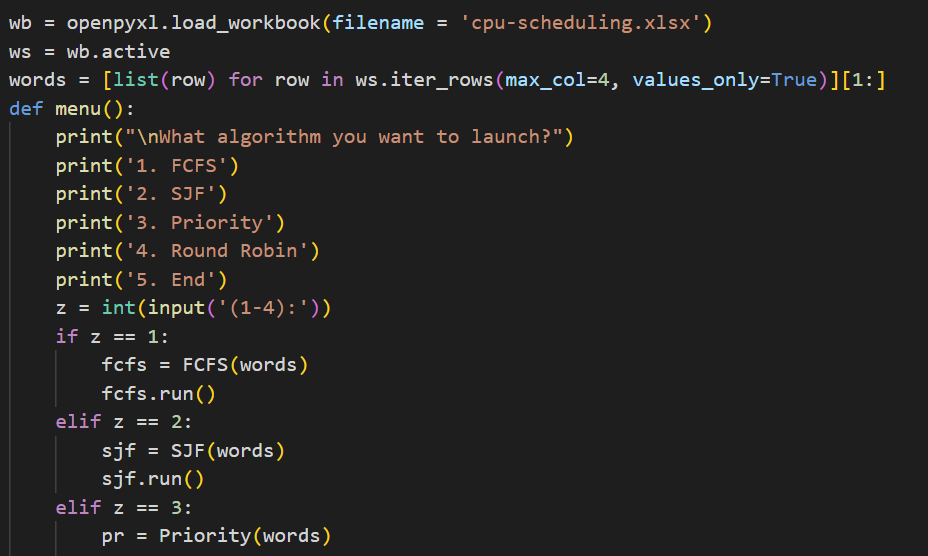 wb = openpyxl.load_workbook(filename = 'cpu-scheduling.xlsx')
ws = wb.active
words = [list(row) for row in ws.iter_rows(max_col=4, values_only=True)][1:]
def menu():
    print("\nWhat algorithm you want to launch?")
    print('1. FCFS')
    print('2. SJF')
    print('3. Priority')
    print('4. Round Robin')
    print('5. End')
    z = int(input('(1-4):'))
    if z == 1:
        fcfs = FCFS(words)
        fcfs.run()
    elif z == 2:
        sjf = SJF(words)
        sjf.run()
    elif z == 3:
        pr = Priority(words)